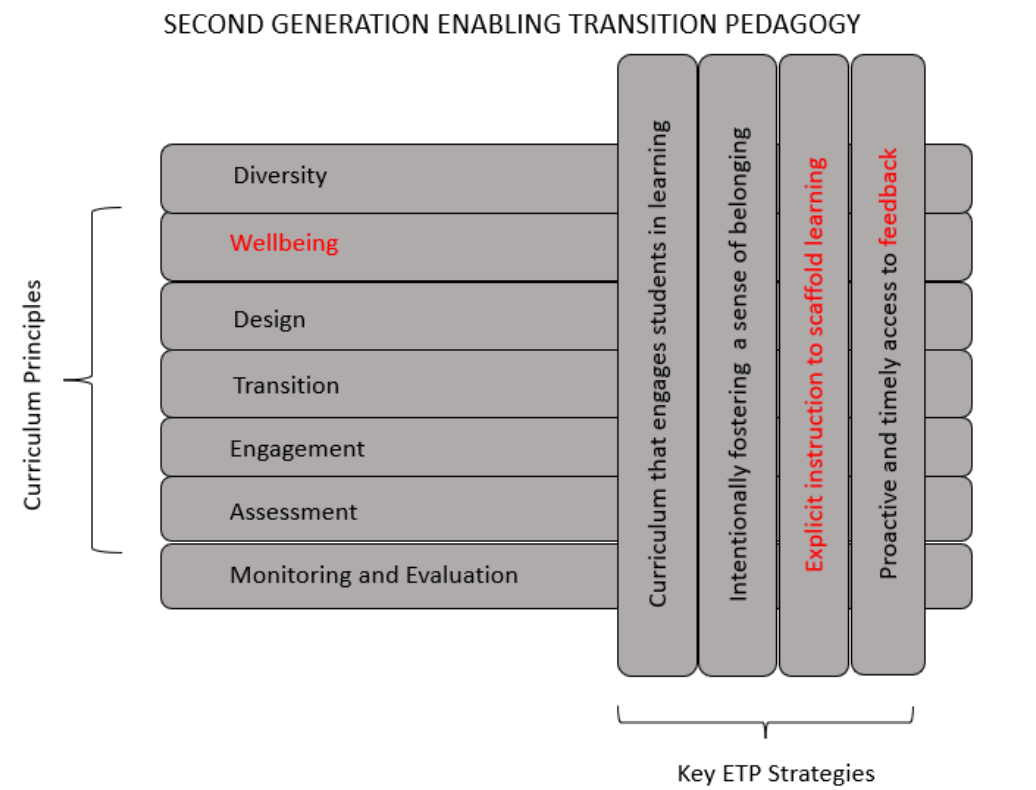 SECOND GENERATION ENABLING TRANSITION PEDAGOGY
Curriculum Principles
Diversity
Wellbeing
Design
Transition
Engagement
Assessment
Monitoring and Evaluation
Curriculum that engages students in learning
Intentionally fostering a sense of belonging
Explicit instruction to scaffold learning
Proactive and timely access to feedback
Key ETP Strategies